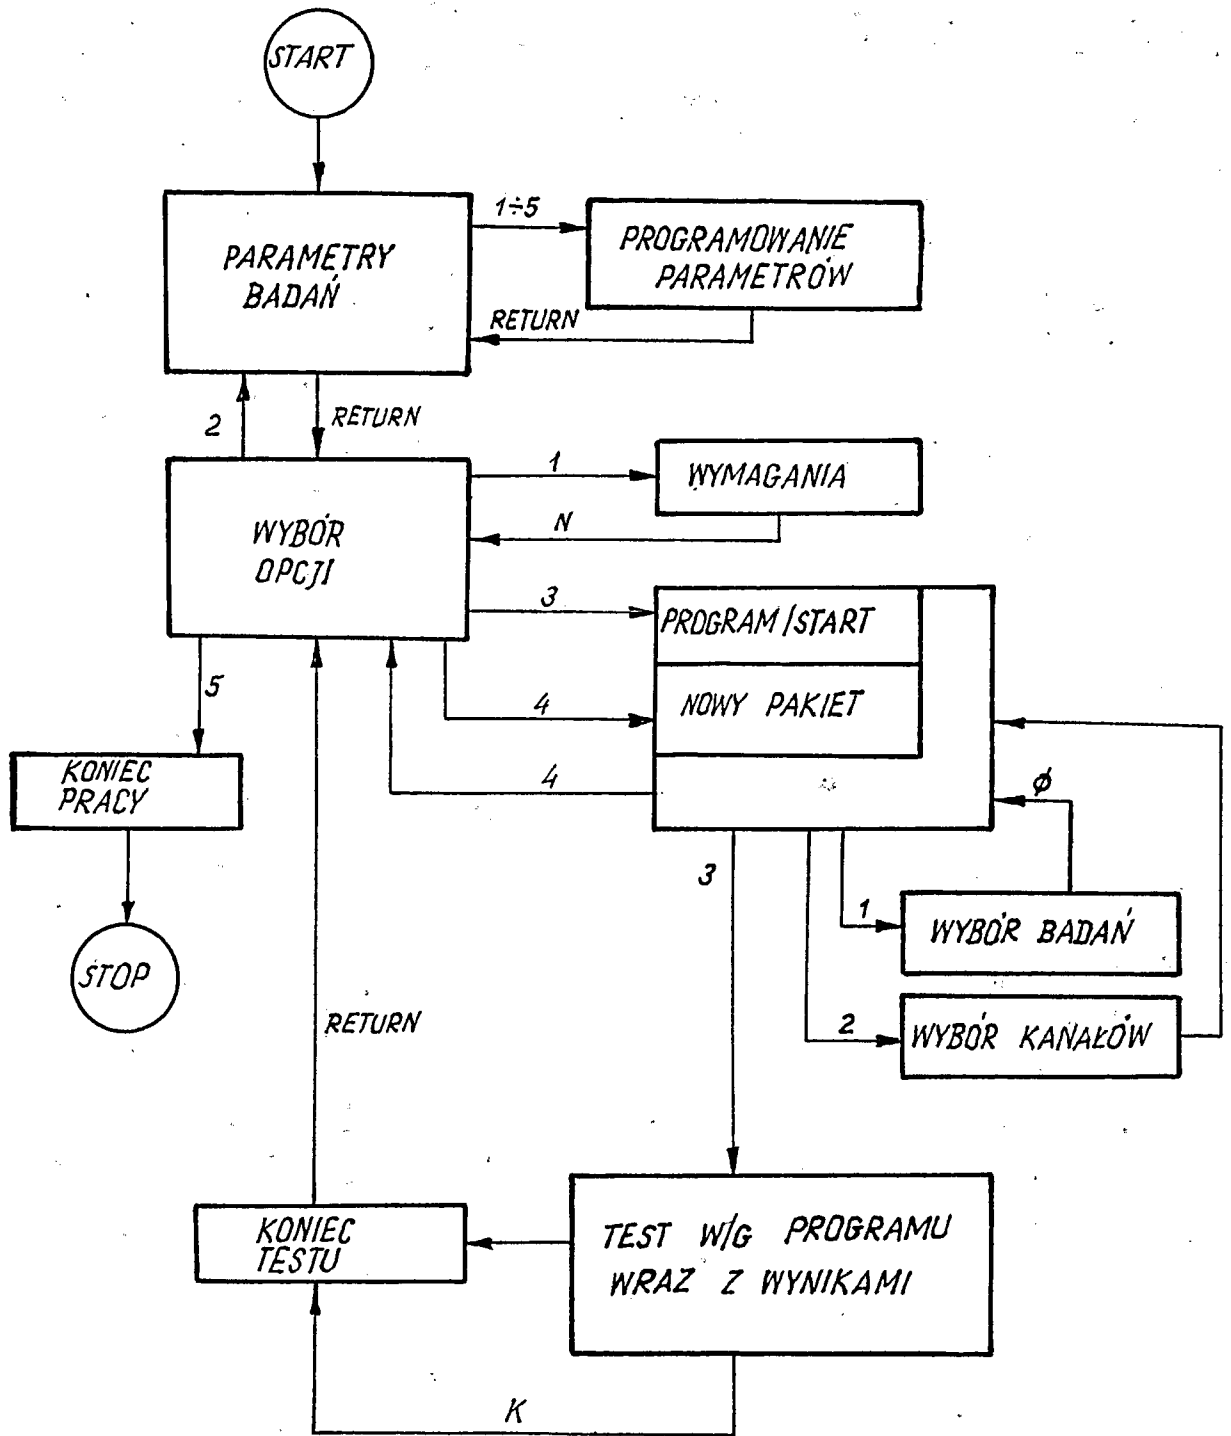 START
1÷5
PARAMETRY
BADAŃ
PROGRAMOWANIE
PARAMETRÓW
RETURN
2
RETURN
1
WYMAGANIA
N
WYBÓR
OPCJI
3
PROGRAM/START
5
4
NOWY PAKIET
KONIEC
PRACY
4
Ø
3
1
WYBÓR BADAŃ
STOP
2
WYBÓR KANAŁÓW
RETURN
KONIEC
TESTU
TEST W/G PROGRAMU
WRAZ Z WYNIKAMI
K